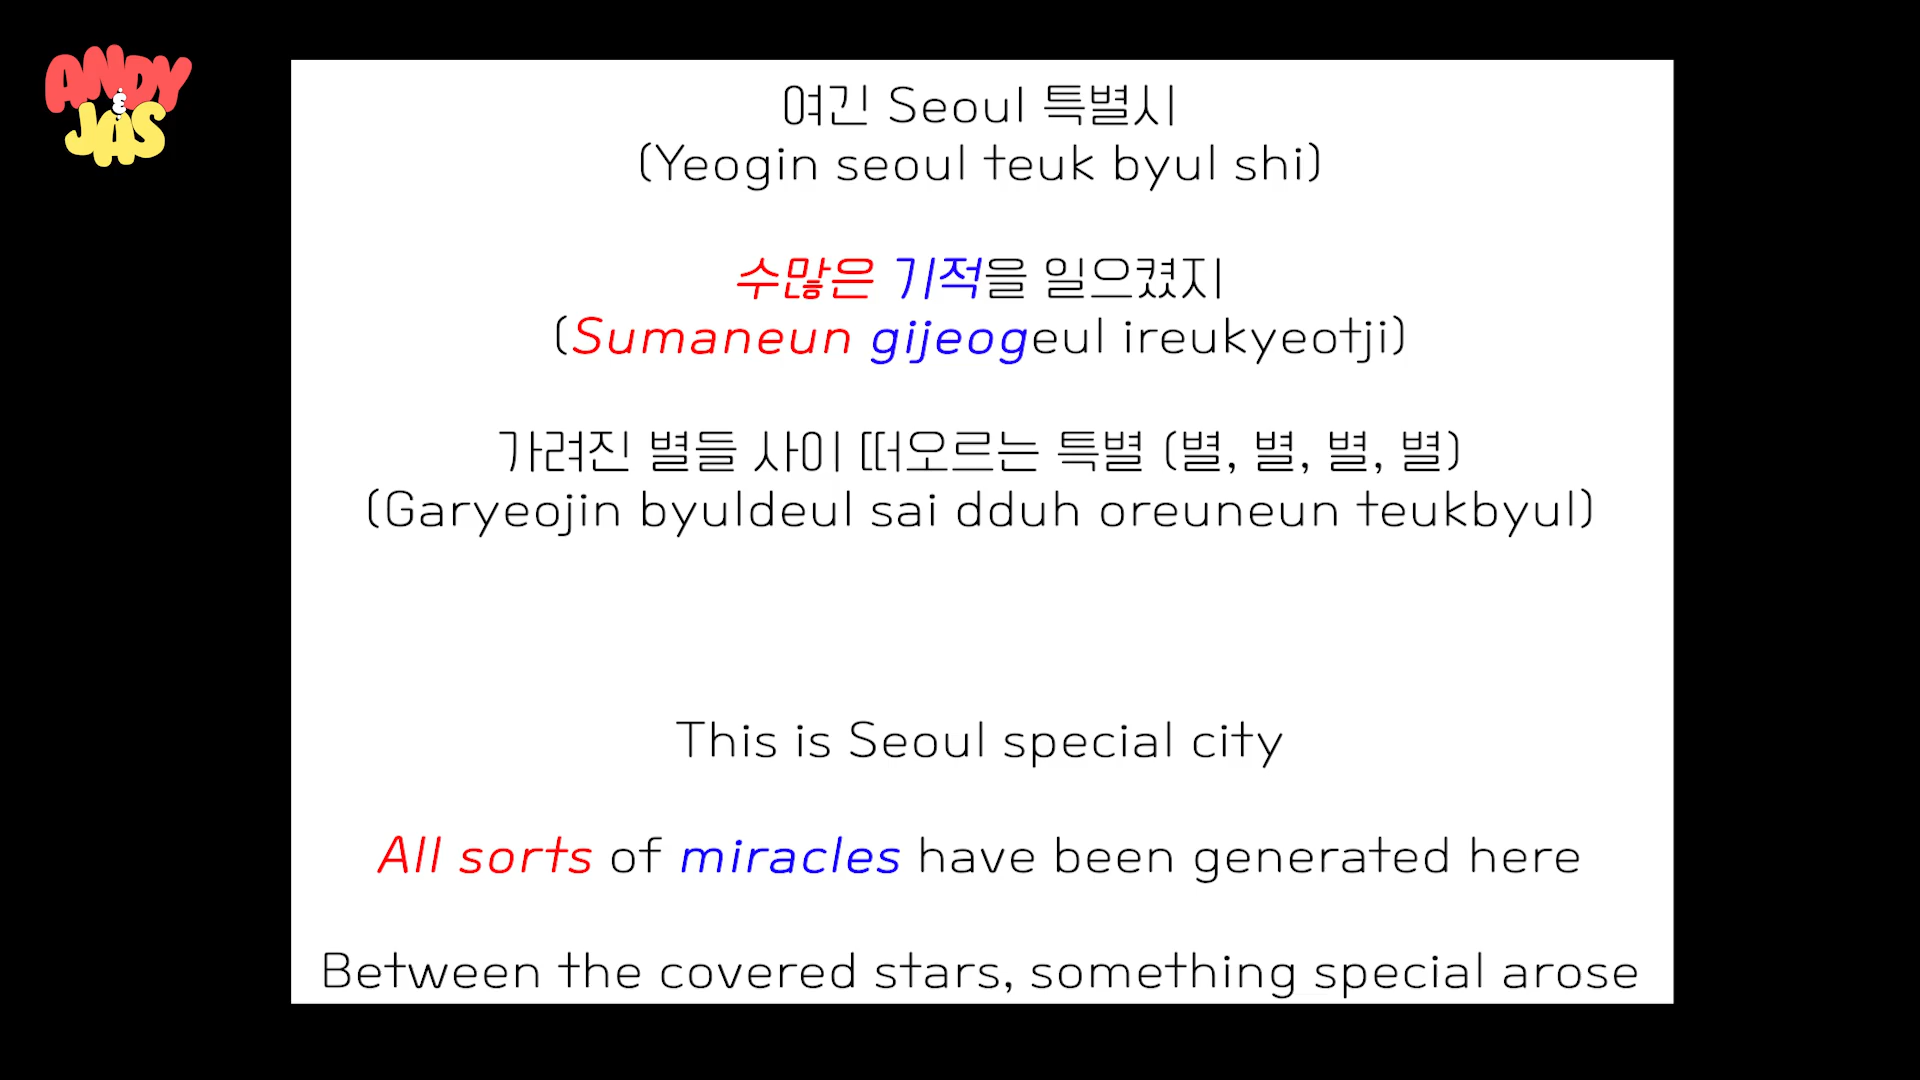 ANDY
&
JAS
여긴 Seoul 특별시
(Yeogin seoul teuk byul shi)
수많은 기적을 일으켰지
(Sumaneun gijeogeul ireukyeotji)
가려진 별들 사이 떠오르는 특별 (별, 별, 별, 별)
(Garyeojin byuldeul sai dduh oreuneun teukbyul)
This is Seoul special city
All sorts of miracles have been generated here
Between the covered stars, something special arose